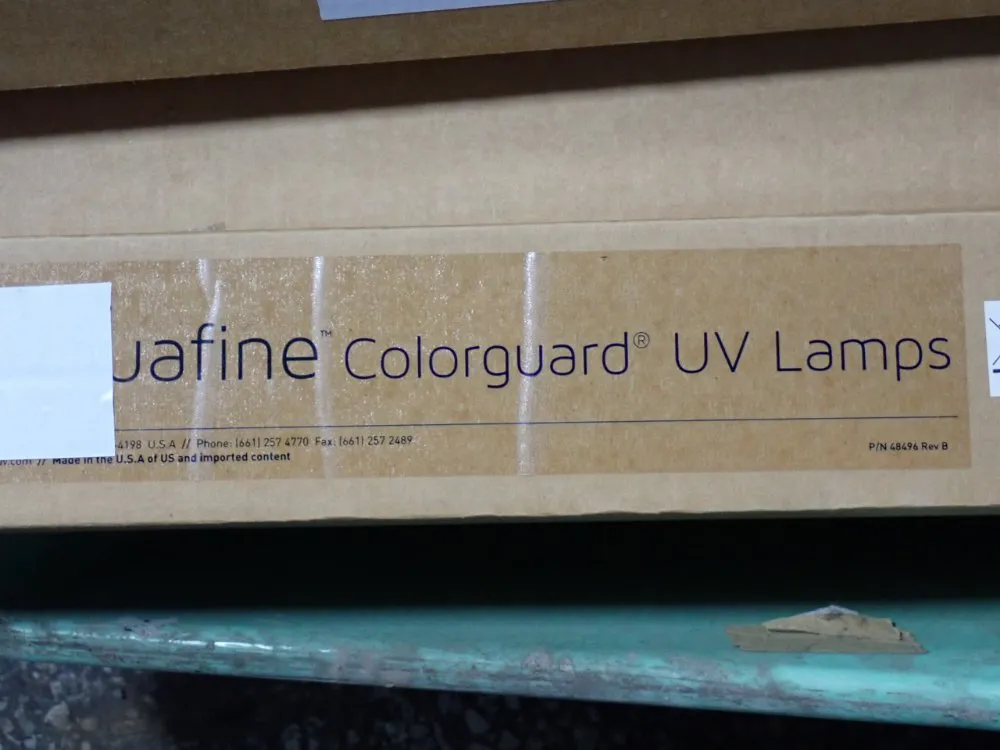 uafine™ Colorguard® UV Lamps
-4198 U.S.A // Phone: (661) 257 4770 Fax: (661) 257 2489
.com // Made in the U.S.A of US and imported content
P/N 48496 Rev B